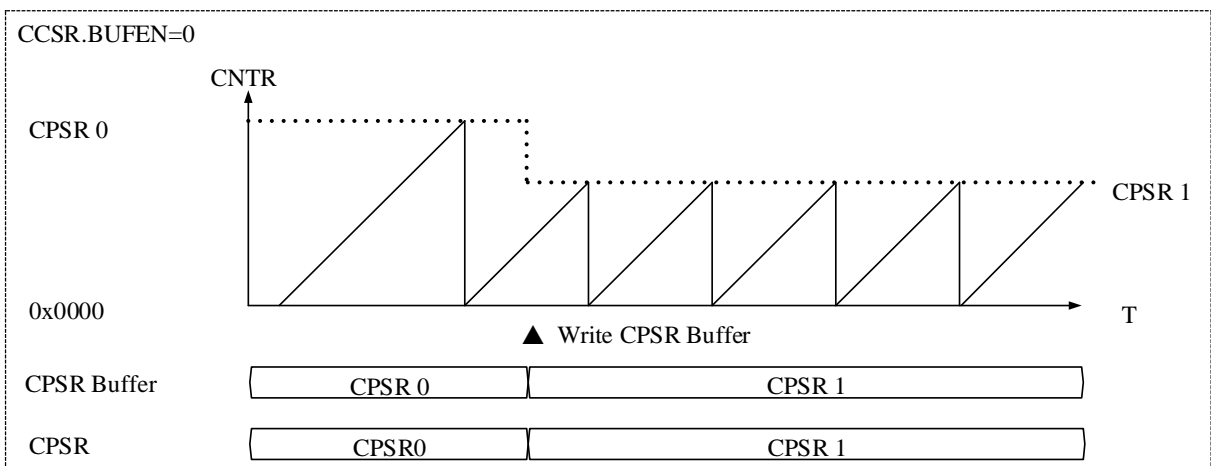 CCSR.BUFEN=0
CNTR
CPSR 0
CPSR 1
0x0000
T
▲ Write CPSR Buffer
CPSR Buffer CPSR 0 CPSR 1
CPSR CPSR0 CPSR 1